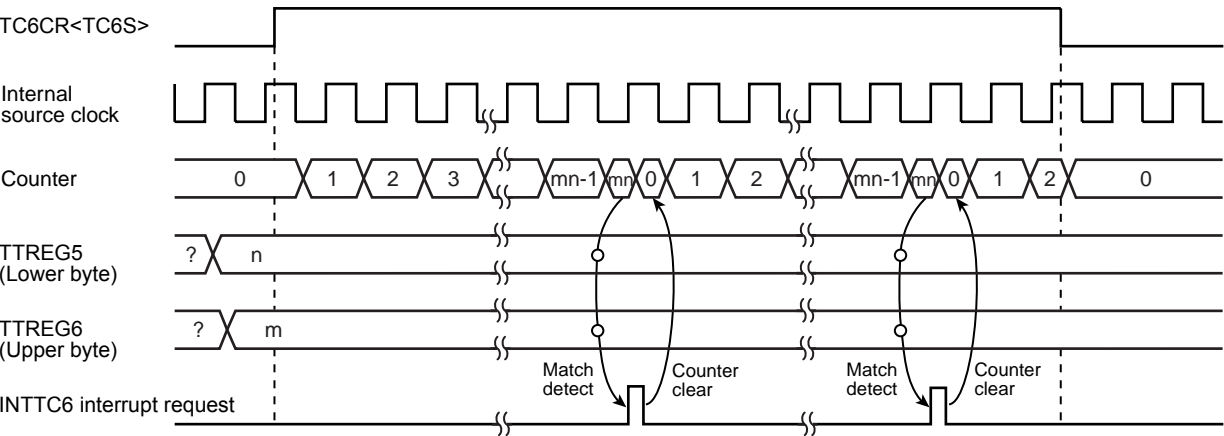 TC6CR<TC6S>
Internal
source clock
Counter
0 1 2 3 mn-1 mn 0 1 2 mn-1 mn 0 1 2 0
TTREG5
(Lower byte)
? n
TTREG6
(Upper byte)
? m
Match
detect
Counter
clear
Match
detect
Counter
clear
INTTC6 interrupt request